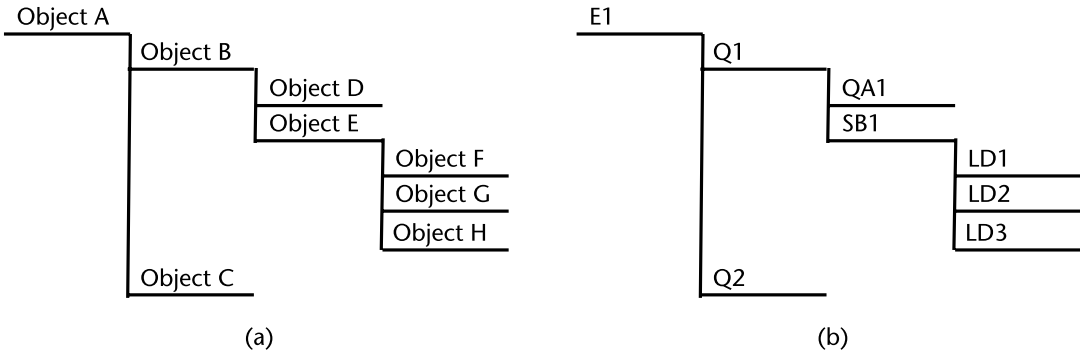 Object A
Object B
Object D
Object E
Object F
Object G
Object H
Object C
(a)
E1
Q1
QA1
SB1
LD1
LD2
LD3
Q2
(b)